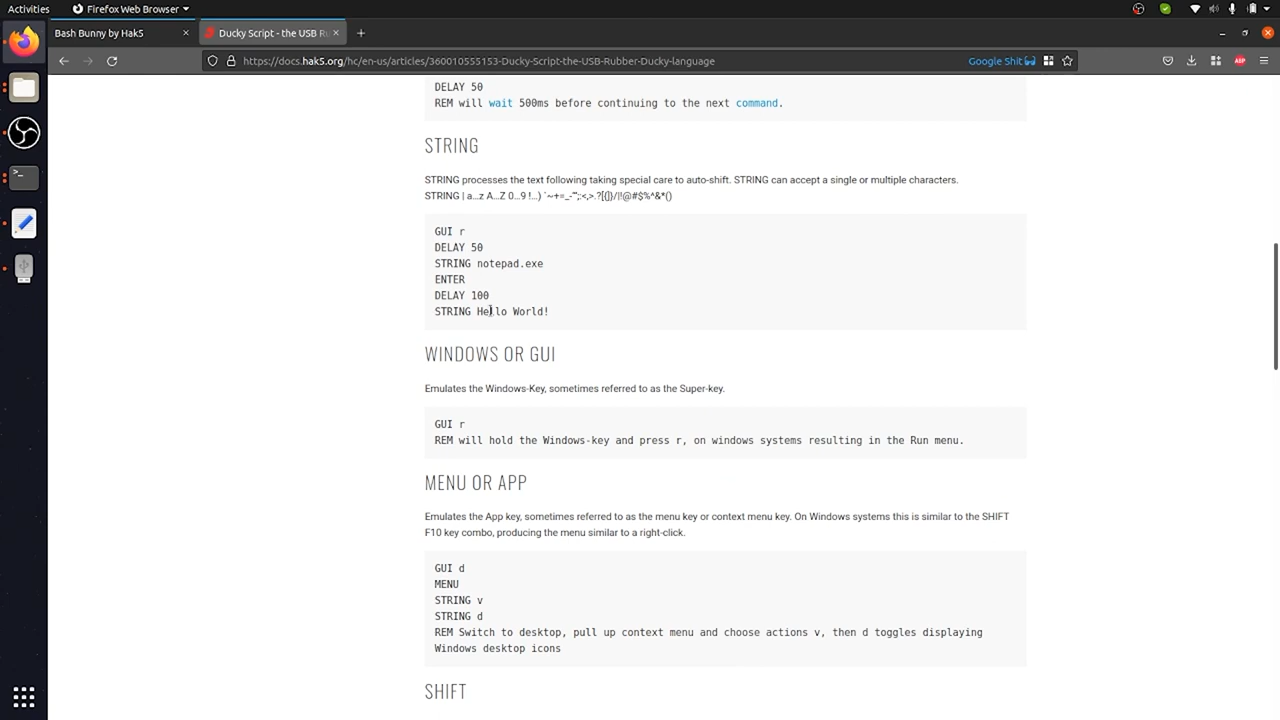 Activities
Firefox Web Browser
Bash Bunny by Hak5
Ducky Script - the USB Ru
https://docs.hak5.org/hc/en-us/articles/360010555153-Ducky-Script-the-USB-Rubber-Ducky-language
Google Shit
ABP
DELAY 50
REM will wait 500ms before continuing to the next command.
STRING
STRING processes the text following taking special care to auto-shift. STRING can accept a single or multiple characters.
STRING | a…z A…Z 0…9 !…) `~+=_-"';:<,>.?[{]}/|!@#$%^&*()
GUI r
DELAY 50
STRING notepad.exe
ENTER
DELAY 100
STRING Hello World!
WINDOWS OR GUI
Emulates the Windows-Key, sometimes referred to as the Super-key.
GUI r
REM will hold the Windows-key and press r, on windows systems resulting in the Run menu.
MENU OR APP
Emulates the App key, sometimes referred to as the menu key or context menu key. On Windows systems this is similar to the SHIFT
F10 key combo, producing the menu similar to a right-click.
GUI d
MENU
STRING v
STRING d
REM Switch to desktop, pull up context menu and choose actions v, then d toggles displaying
Windows desktop icons
SHIFT